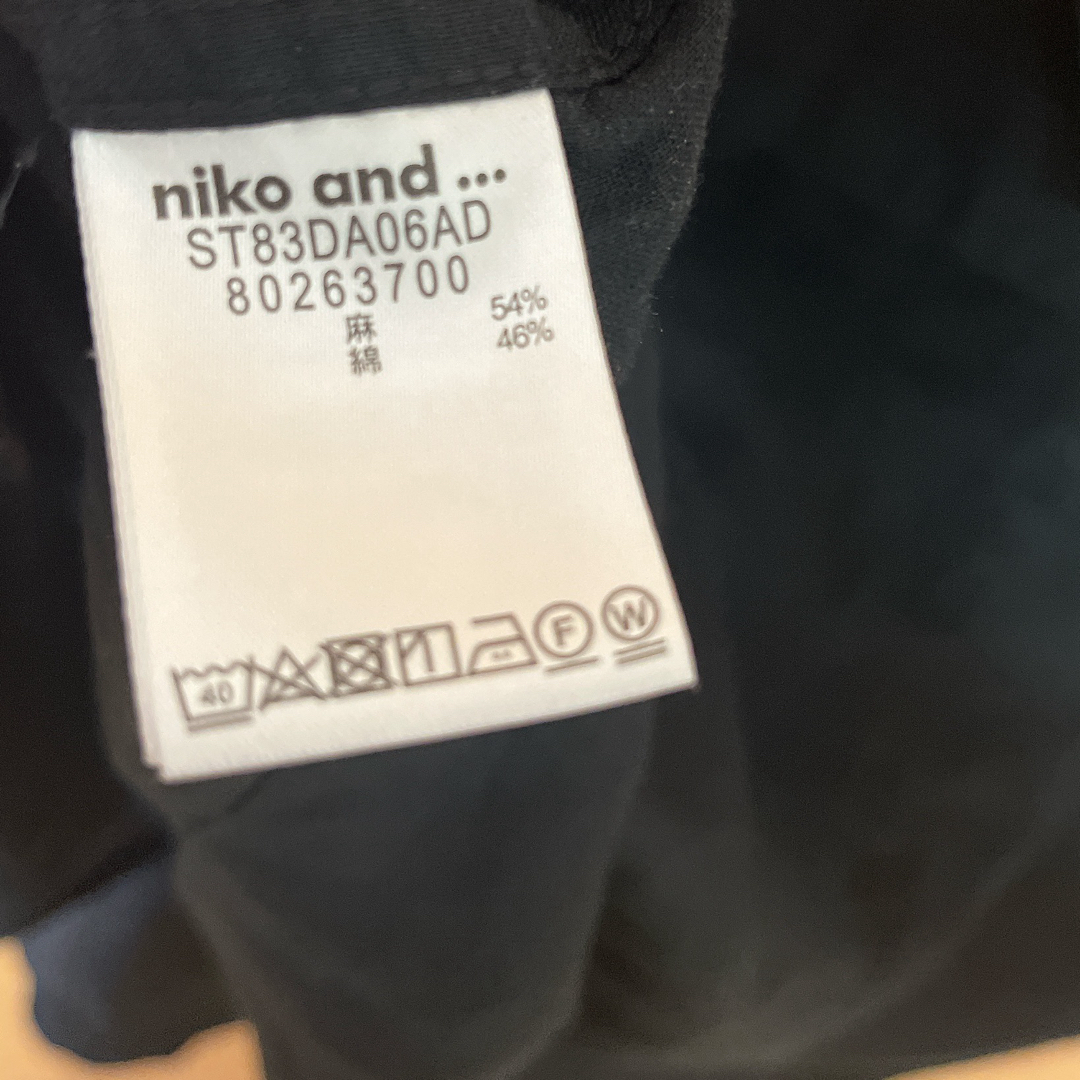 niko and ...
ST83DA06AD
80263700
麻 54%
綿 46%
40 F W